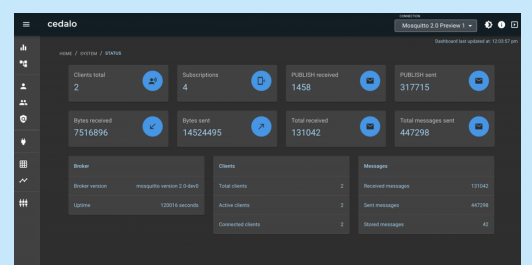 cedalo
CONNECTION
Mosquitto 2.0 Preview 1
Dashboard last updated at: 12:03:57 pm
HOME / SYSTEM / STATUS
Clients total
2
Subscriptions
4
PUBLISH received
1458
PUBLISH sent
317715
Bytes received
7516896
Bytes sent
14524495
Total received
131042
Total messages sent
447298
Broker
Broker version mosquitto version 2.0-dev0
Uptime 120016 seconds
Clients
Total clients 2
Active clients 2
Connected clients 2
Messages
Received messages 131042
Sent messages 447298
Stored messages 42